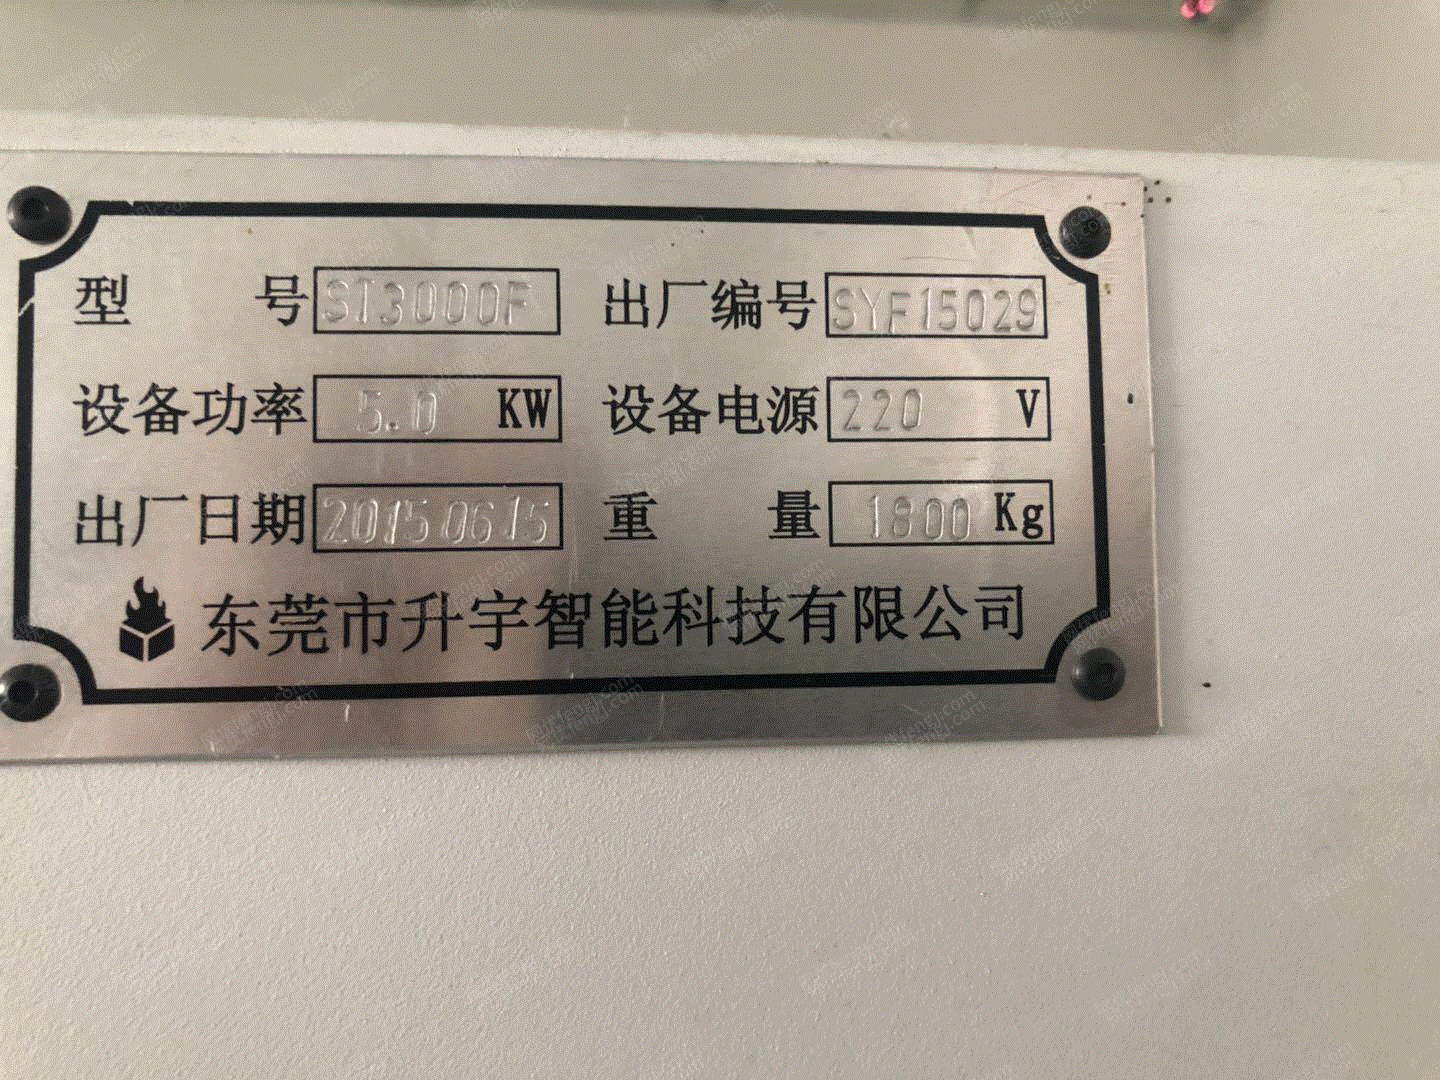 型 号 ST3000F 出厂编号 SYF15029
设备功率 5.0 KW 设备电源 220 V
出厂日期 20150615 重 量 1800 Kg
东莞市升宇智能科技有限公司